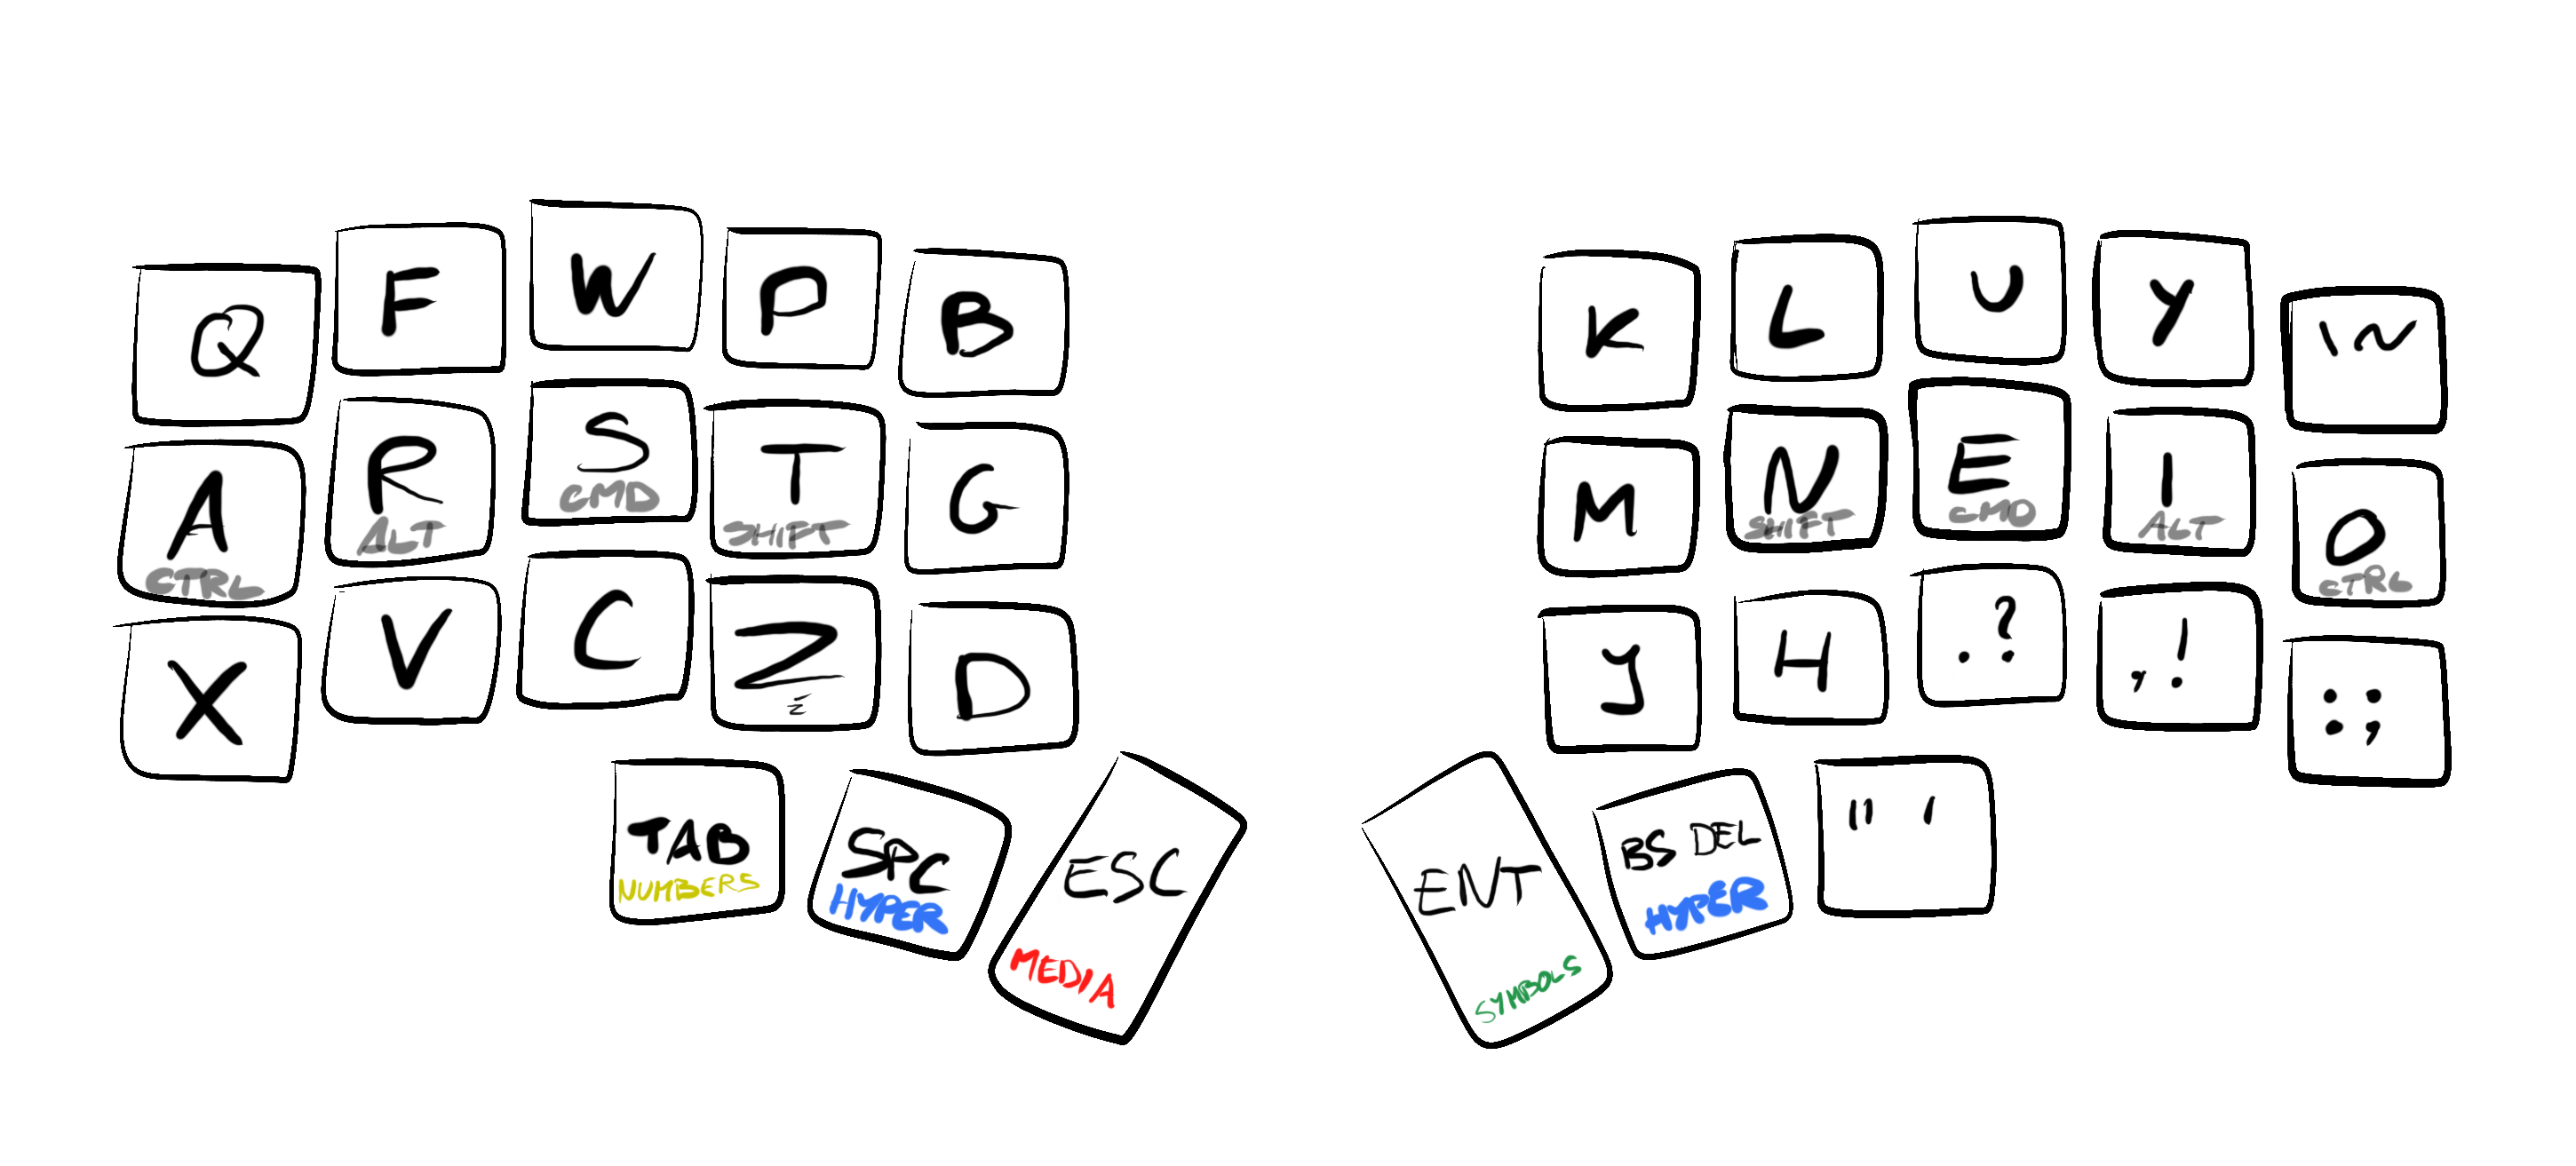 Q F W P B K L U Y ` ~
A R S T G M N E I O
CTRL ALT CMD SHIFT SHIFT CMD ALT CTRL
X V C Z D J H . ? , ! : ;
TAB SPC ESC ENT BS DEL " '
NUMBERS HYPER MEDIA SYMBOLS HYPER